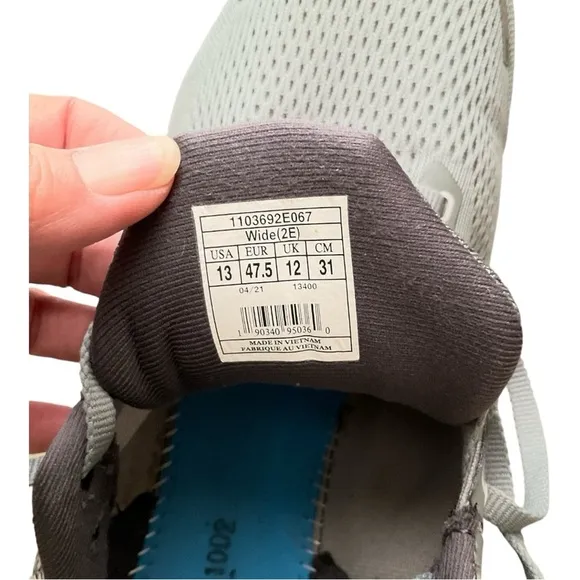 1103692E067
Wide(2E)
USA EUR UK CM
13 47.5 12 31
04/21 13400
1 90340 95036 0
MADE IN VIETNAM
FABRIQUE AU VIETNAM